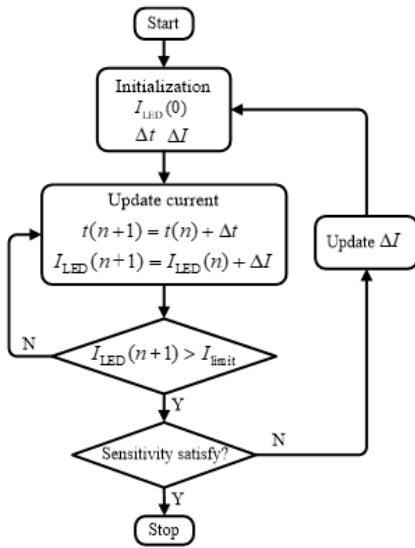 Start
Initialization
I_LED(0)
Δt ΔI
Update current
t(n+1) = t(n) + Δt
I_LED(n+1) = I_LED(n) + ΔI
Update ΔI
I_LED(n+1) > I_limit
N
Y
Sensitivity satisfy?
N
Y
Stop